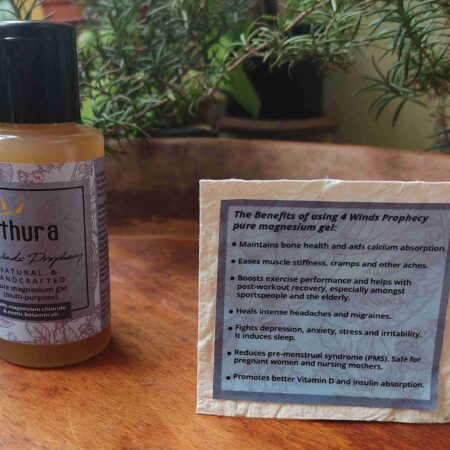 thura
Winds Prophecy
NATURAL &
HANDCRAFTED
pure magnesium gel
(multi-purpose)
magnesium chloride
& exotic botanicals
The Benefits of using 4 Winds Prophecy
pure magnesium gel:
• Maintains bone health and aids calcium absorption.
• Eases muscle stiffness, cramps and other aches.
• Boosts exercise performance and helps with
post-workout recovery, especially amongst
sportspeople and the elderly.
• Heals intense headaches and migraines.
• Fights depression, anxiety, stress and irritability.
It induces sleep.
• Reduces pre-menstrual syndrome (PMS). Safe for
pregnant women and nursing mothers.
• Promotes better Vitamin D and insulin absorption.